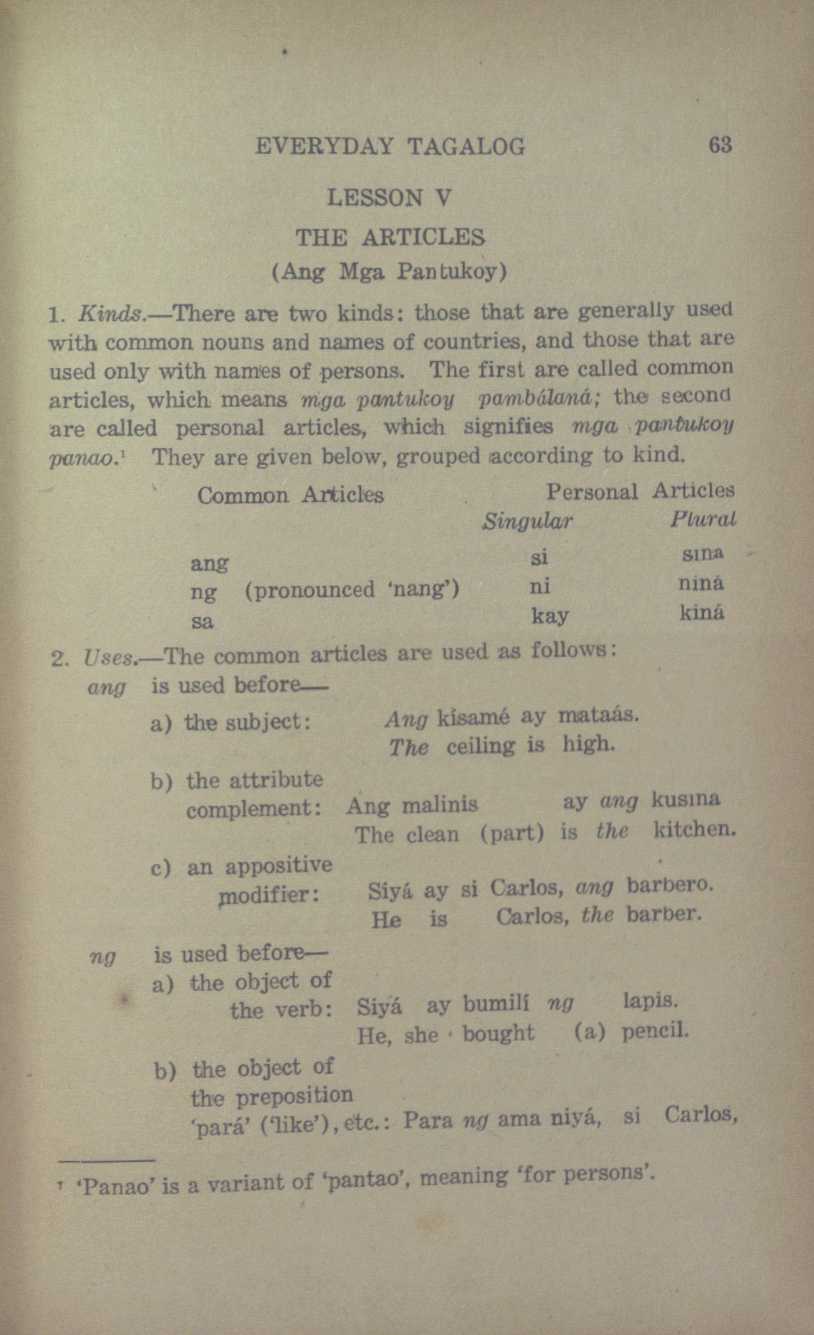 EVERYDAY TAGALOG 63
LESSON V
THE ARTICLES
(Ang Mga Pantukoy)
1. Kinds.—There are two kinds: those that are generally used
with common nouns and names of countries, and those that are
used only with names of persons. The first are called common
articles, which means mga pantukoy pambálaná; the second
are called personal articles, which signifies mga pantukoy
panao.¹ They are given below, grouped according to kind.
Common Articles Personal Articles
Singular Plural
ang si sina
ng (pronounced 'nang') ni niná
sa kay kiná
2. Uses.—The common articles are used as follows:
ang is used before—
a) the subject: Ang kisamé ay mataás.
The ceiling is high.
b) the attribute
complement: Ang malinis ay ang kusina
The clean (part) is the kitchen.
c) an appositive
modifier: Siyá ay si Carlos, ang barbero.
He is Carlos, the barber.
ng is used before—
a) the object of
the verb: Siyá ay bumilí ng lapis.
He, she bought (a) pencil.
b) the object of
the preposition
'pará' ('like'), etc.: Para ng ama niyá, si Carlos,
¹ 'Panao' is a variant of 'pantao', meaning 'for persons'.